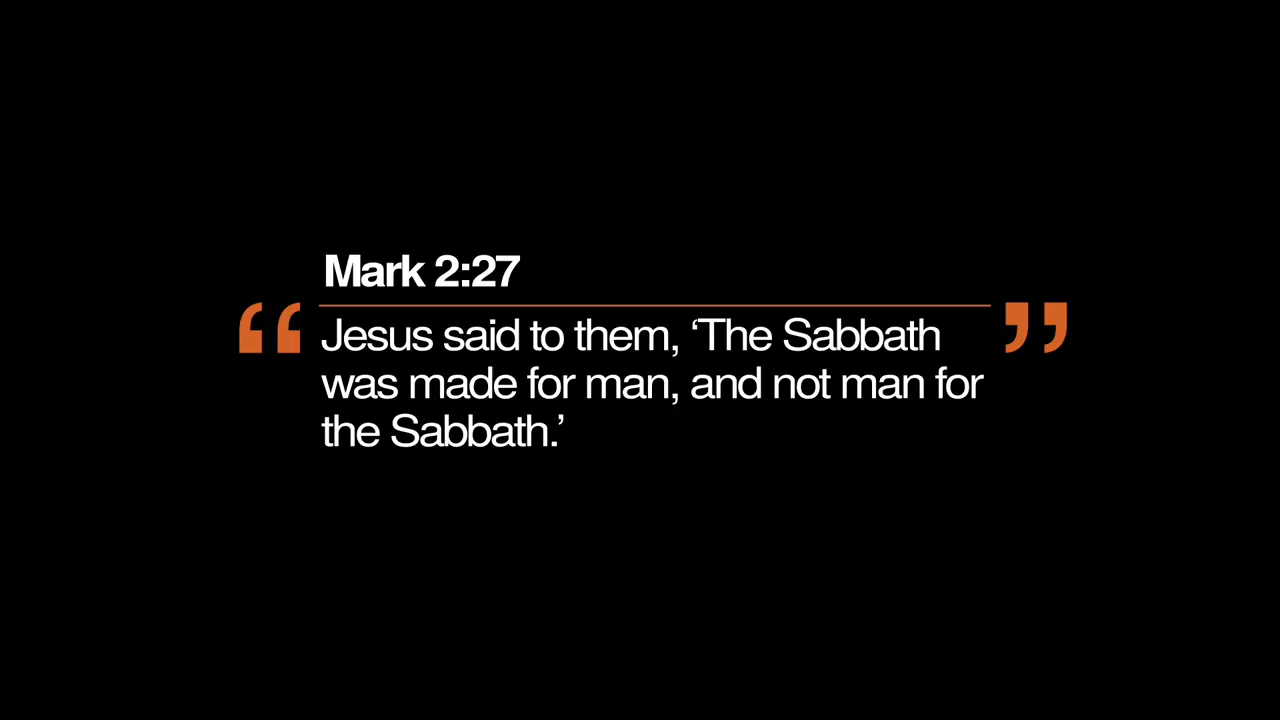 Mark 2:27
“ Jesus said to them, ‘The Sabbath ”
was made for man, and not man for
the Sabbath.’